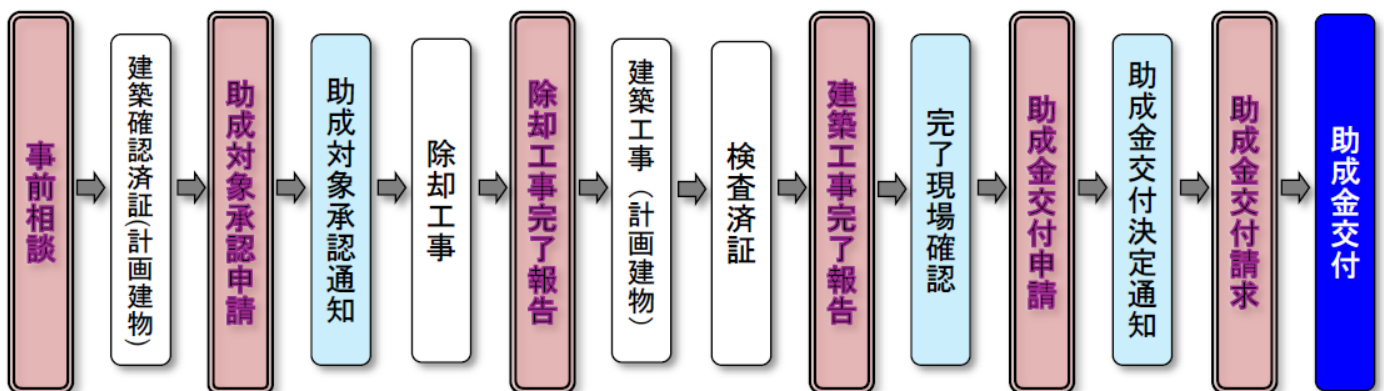 事前相談
建築確認済証(計画建物)
助成対象承認申請
助成対象承認通知
除却工事
除却工事完了報告
建築工事(計画建物)
検査済証
建築工事完了報告
完了現場確認
助成金交付申請
助成金交付決定通知
助成金交付請求
助成金交付